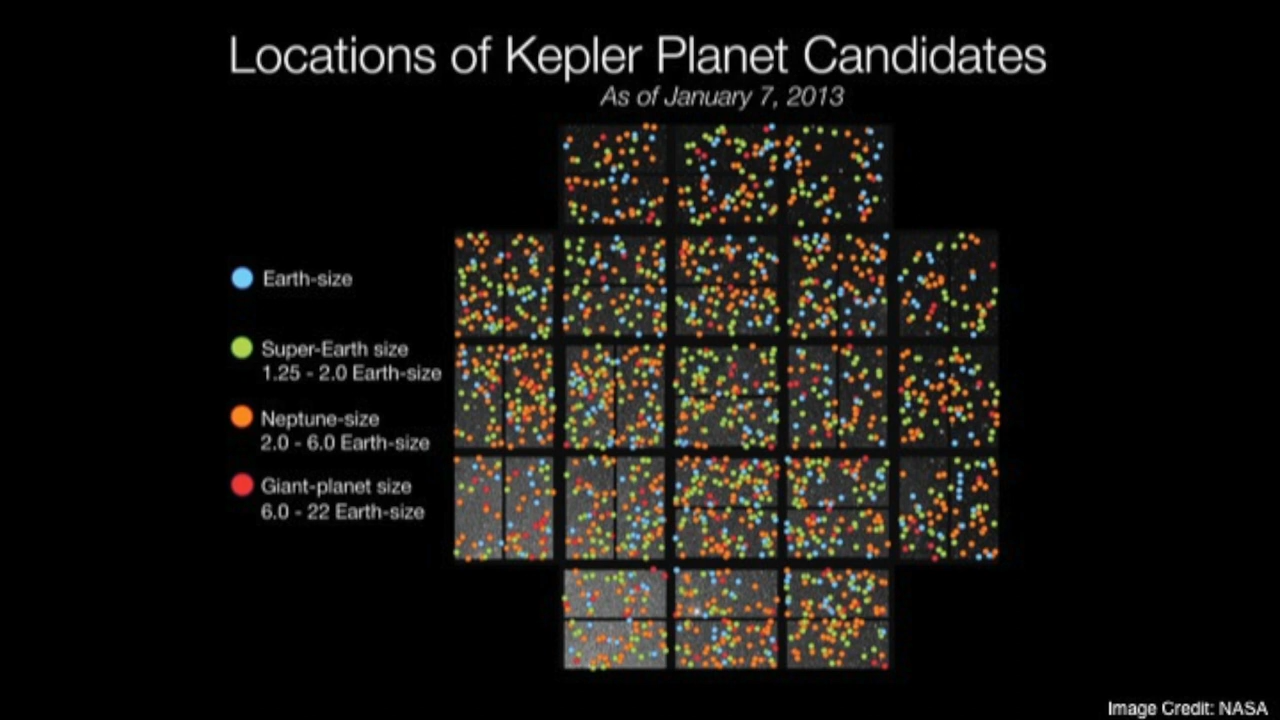 Locations of Kepler Planet Candidates
As of January 7, 2013
Earth-size
Super-Earth size
1.25 - 2.0 Earth-size
Neptune-size
2.0 - 6.0 Earth-size
Giant-planet size
6.0 - 22 Earth-size
Image Credit: NASA